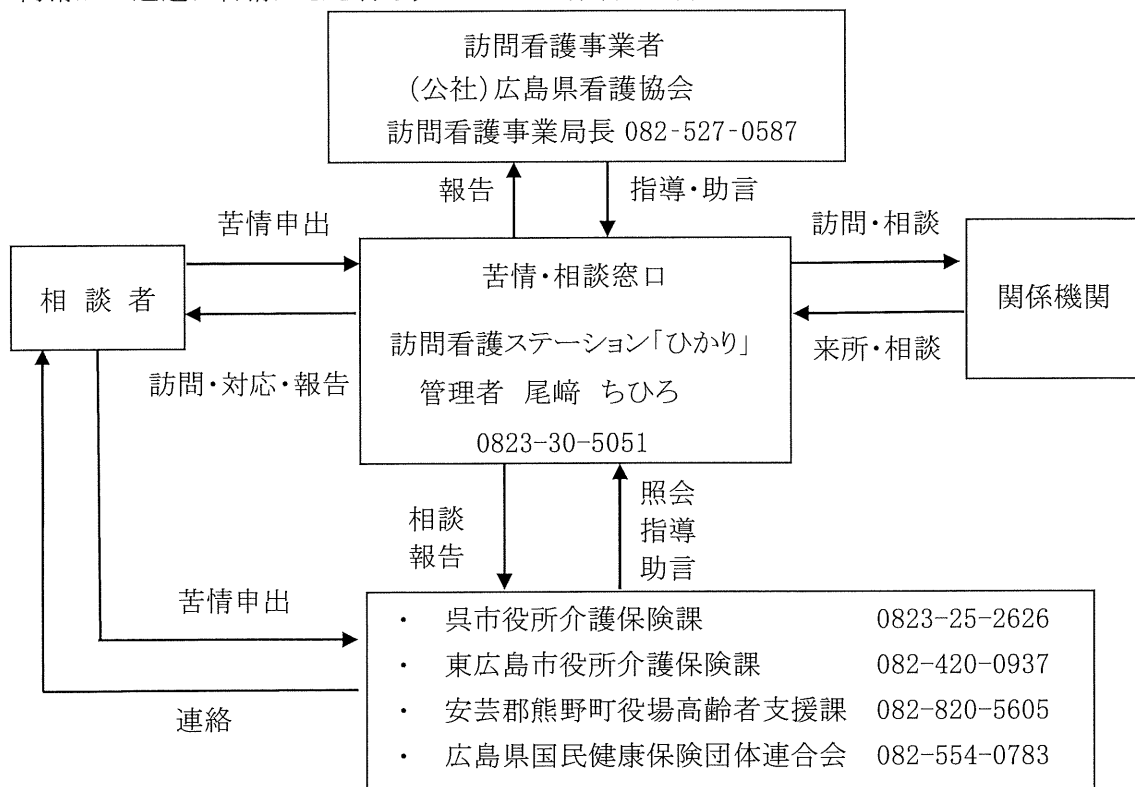 訪問看護事業者
(公社)広島県看護協会
訪問看護事業局長 082-527-0587
報告
指導・助言
苦情申出
訪問・相談
相 談 者
苦情・相談窓口
関係機関
訪問看護ステーション「ひかり」
来所・相談
訪問・対応・報告
管理者 尾﨑 ちひろ
0823-30-5051
相談
報告
照会
指導
助言
苦情申出
・ 呉市役所介護保険課 0823-25-2626
・ 東広島市役所介護保険課 082-420-0937
・ 安芸郡熊野町役場高齢者支援課 082-820-5605
・ 広島県国民健康保険団体連合会 082-554-0783
連絡